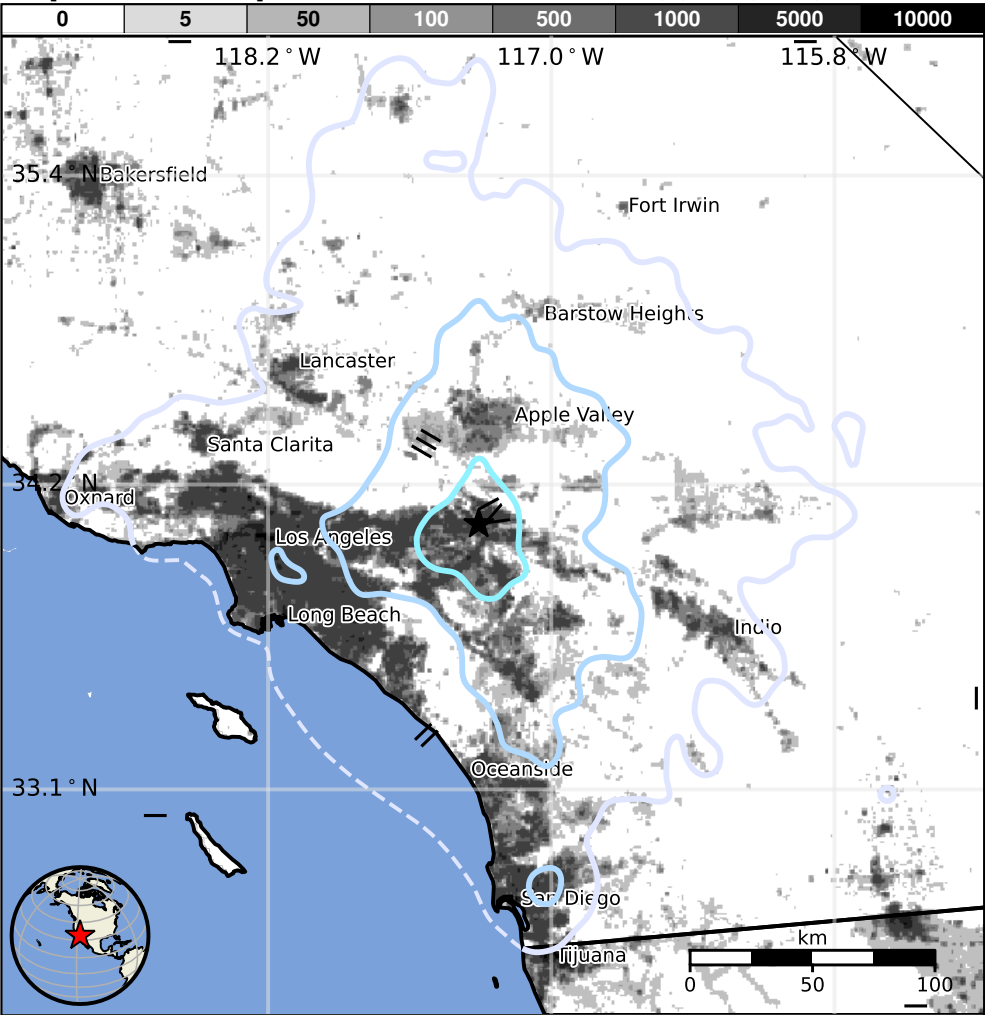 0 5 50 100 500 1000 5000 10000
118.2°W 117.0°W 115.8°W
35.4°N Bakersfield
Fort Irwin
Barstow Heights
Lancaster
Apple Valley
Santa Clarita
34.2°N
Oxnard
Los Angeles
Long Beach
Indio
Oceanside
33.1°N
San Diego
km
Tijuana
0 50 100